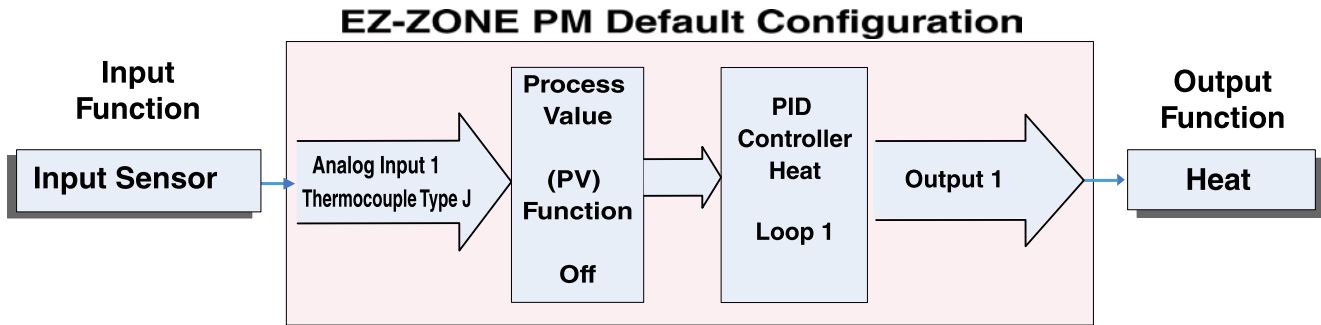 EZ-ZONE PM Default Configuration
Input
Function
Input Sensor
Analog Input 1
Thermocouple Type J
Process
Value
(PV)
Function
Off
PID
Controller
Heat
Loop 1
Output 1
Output
Function
Heat